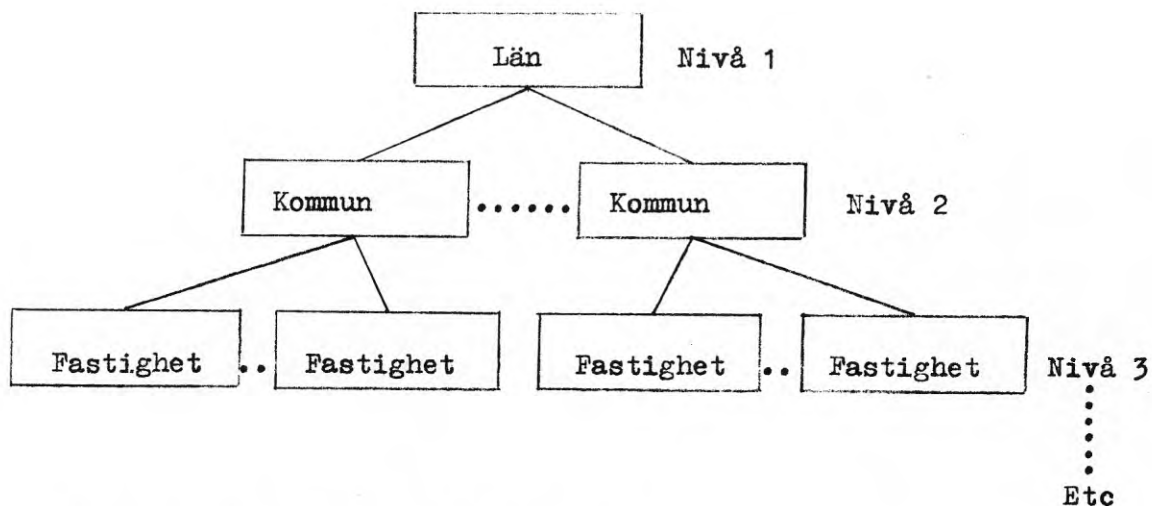 Län Nivå 1
Kommun ...... Kommun Nivå 2
Fastighet .. Fastighet Fastighet .. Fastighet Nivå 3
Etc